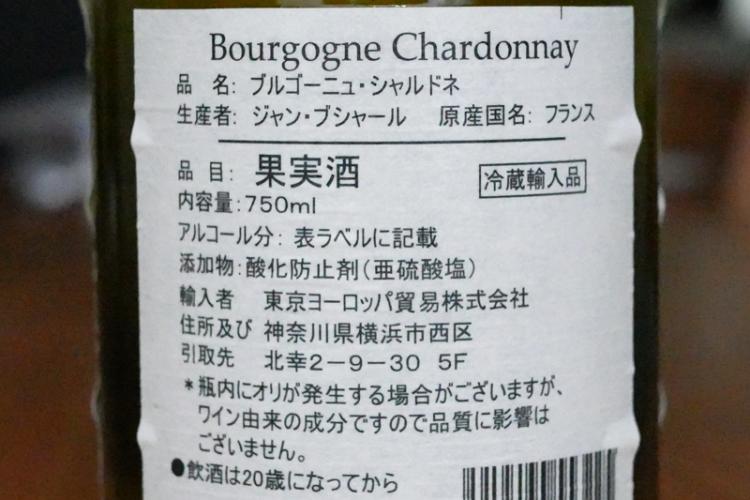 Bourgogne Chardonnay
品 名: ブルゴーニュ・シャルドネ
生産者: ジャン・ブシャール 原産国名: フランス
品 目: 果実酒 冷蔵輸入品
内容量:750ml
アルコール分: 表ラベルに記載
添加物:酸化防止剤(亜硫酸塩)
輸入者 東京ヨーロッパ貿易株式会社
住所及び 神奈川県横浜市西区
引取先 北幸2-9-30 5F
*瓶内にオリが発生する場合がございますが、
ワイン由来の成分ですので品質に影響は
ございません。
●飲酒は20歳になってから